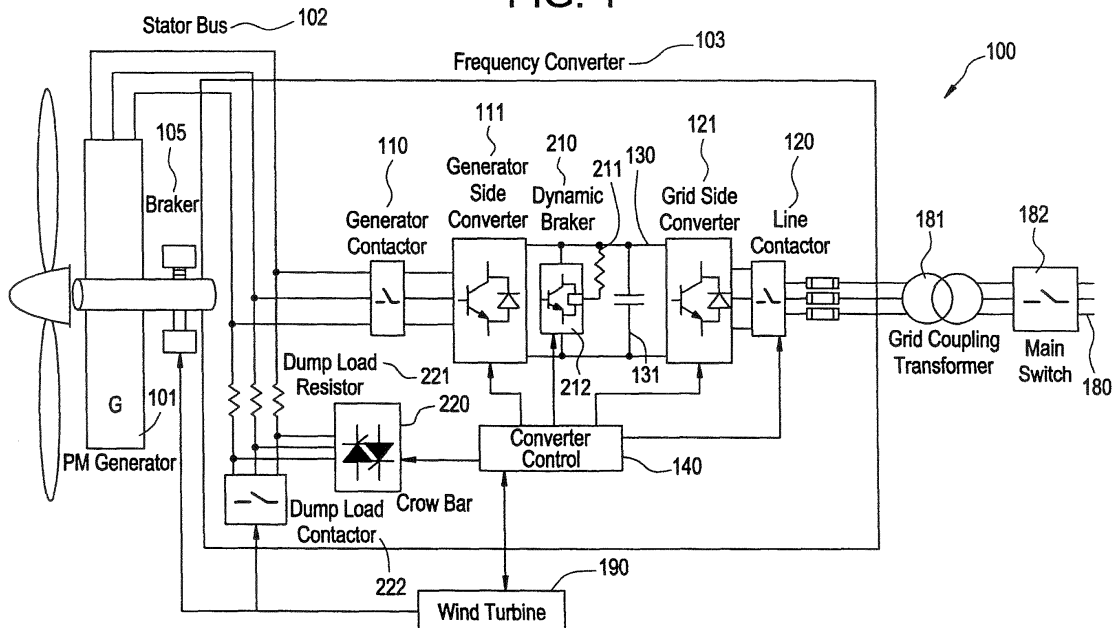 Stator Bus
102
Frequency Converter
103
100
105
Braker
110
Generator
Contactor
111
Generator
Side
Converter
210
Dynamic
Braker
211
130
121
Grid Side
Converter
120
Line
Contactor
181
182
Grid Coupling
Transformer
Main
Switch
180
212
131
G
101
PM Generator
Dump Load
Resistor
221
220
Crow Bar
Converter
Control
140
Dump Load
Contactor
222
190
Wind Turbine